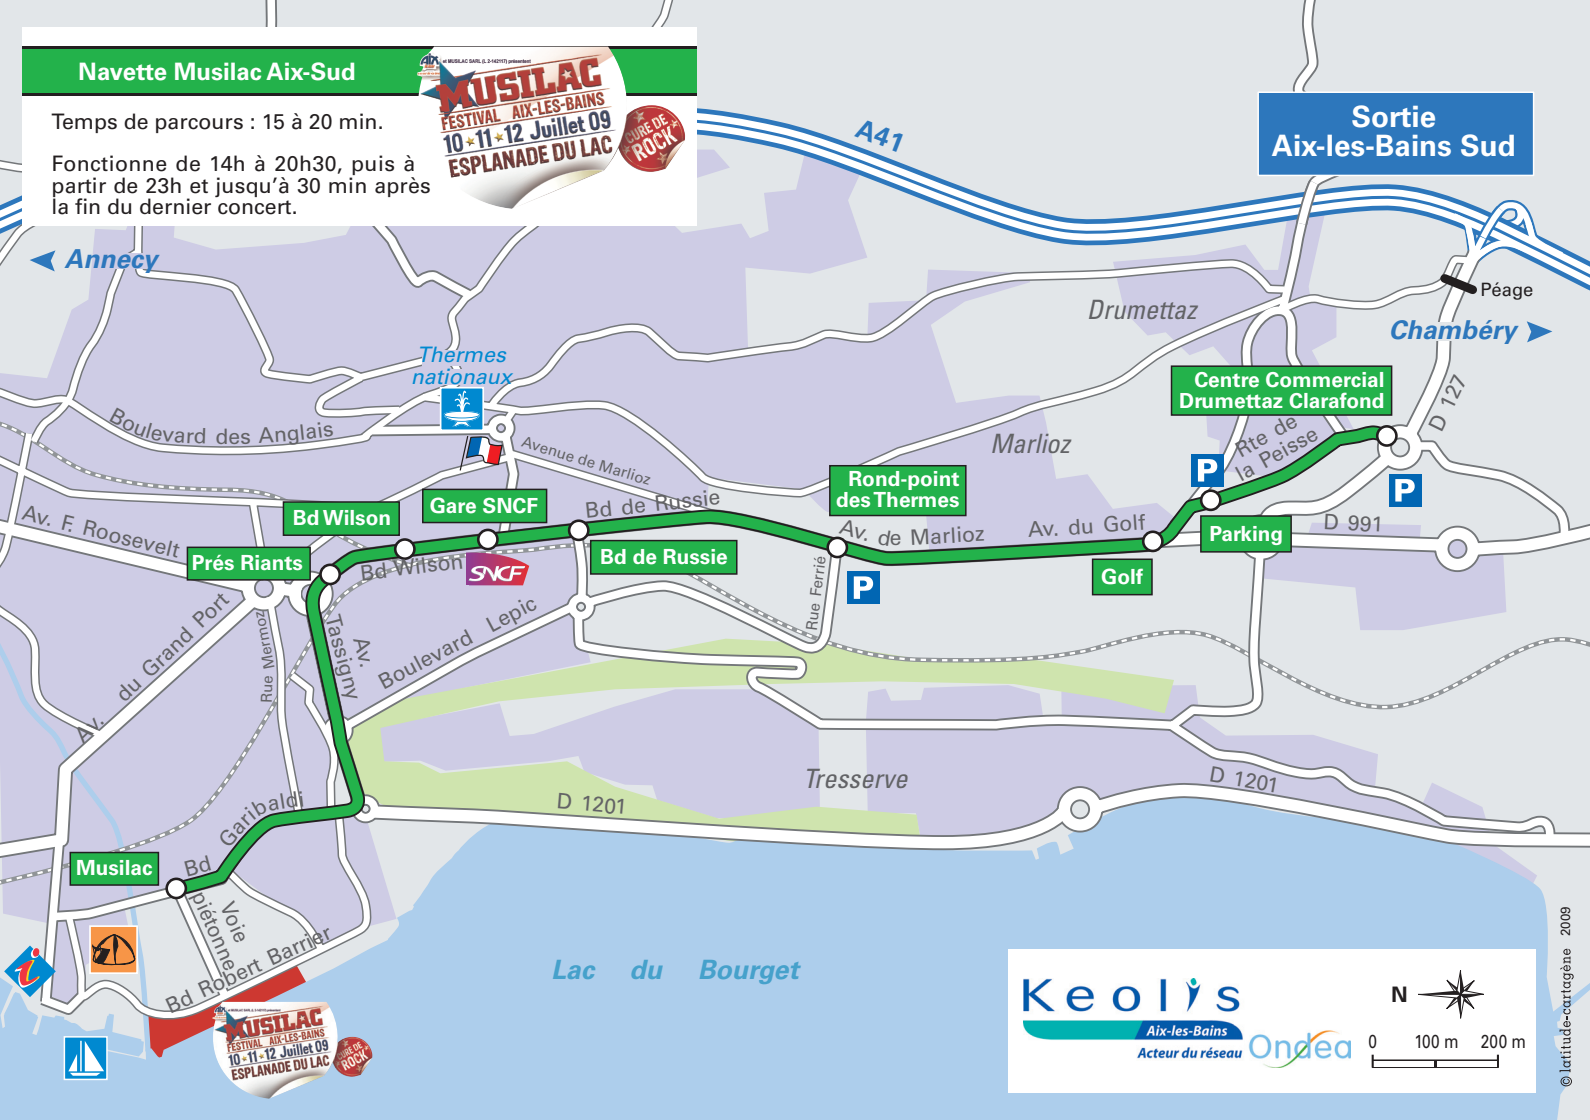 Navette Musilac Aix-Sud
Temps de parcours : 15 à 20 min.
Fonctionne de 14h à 20h30, puis à
partir de 23h et jusqu'à 30 min après
la fin du dernier concert.
AIX
et MUSILAC SARL (L 2-142117) présentent
MUSILAC
FESTIVAL AIX-LES-BAINS
10 ★ 11 ★ 12 Juillet 09
ESPLANADE DU LAC
CURE DE
ROCK
A41
Sortie
Aix-les-Bains Sud
Annecy
Péage
Chambéry
Drumettaz
Thermes
nationaux
Centre Commercial
Drumettaz Clarafond
D 127
Boulevard des Anglais
Avenue de Marlioz
Marlioz
Rte de
la Peisse
P
P
Rond-point
des Thermes
Gare SNCF
Bd Wilson
Bd de Russie
Av. F. Roosevelt
Av. de Marlioz
Av. du Golf
Parking
D 991
Prés Riants
Bd Wilson
SNCF
Bd de Russie
Rue Ferrié
P
Golf
Av. du Grand Port
Rue Mermoz
Av.
Tassigny
Boulevard Lepic
Tresserve
D 1201
D 1201
Bd Garibaldi
Musilac
Voie
piétonne
Bd Robert Barrier
i
Lac du Bourget
MUSILAC
FESTIVAL AIX-LES-BAINS
10 ★ 11 ★ 12 Juillet 09
ESPLANADE DU LAC
CURE DE
ROCK
Keolis
Aix-les-Bains
Acteur du réseau
Ondéa
N
0 100 m 200 m
© latitude-cartagène 2009